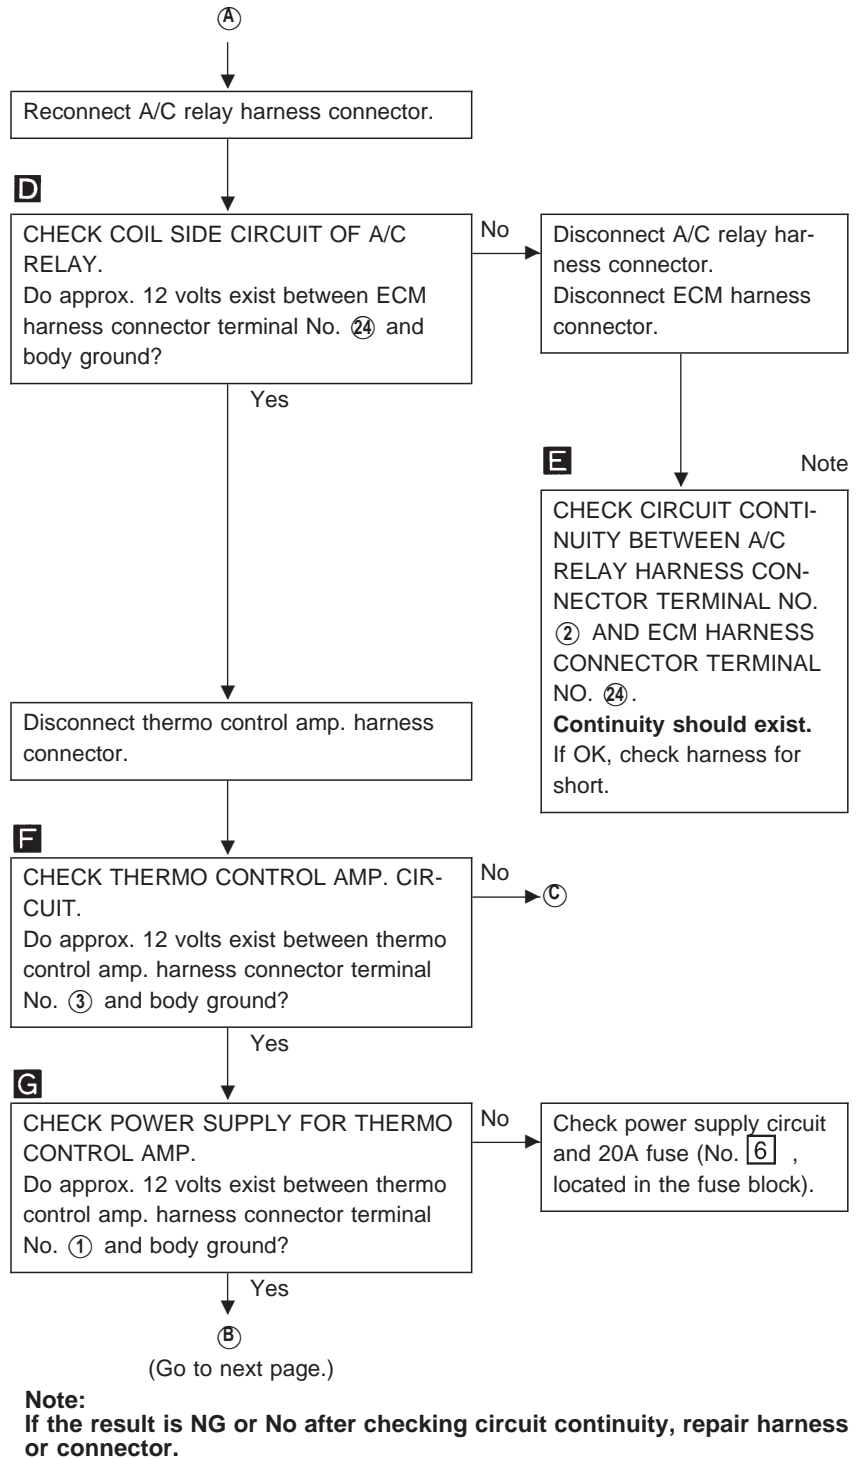 A
Reconnect A/C relay harness connector.
D
CHECK COIL SIDE CIRCUIT OF A/C
RELAY.
Do approx. 12 volts exist between ECM
harness connector terminal No. 24 and
body ground?
No
Disconnect A/C relay har-
ness connector.
Disconnect ECM harness
connector.
Yes
E
Note
CHECK CIRCUIT CONTI-
NUITY BETWEEN A/C
RELAY HARNESS CON-
NECTOR TERMINAL NO.
2 AND ECM HARNESS
CONNECTOR TERMINAL
NO. 24.
Continuity should exist.
If OK, check harness for
short.
Disconnect thermo control amp. harness
connector.
F
CHECK THERMO CONTROL AMP. CIR-
CUIT.
Do approx. 12 volts exist between thermo
control amp. harness connector terminal
No. 3 and body ground?
No
C
Yes
G
CHECK POWER SUPPLY FOR THERMO
CONTROL AMP.
Do approx. 12 volts exist between thermo
control amp. harness connector terminal
No. 1 and body ground?
No
Check power supply circuit
and 20A fuse (No. 6 ,
located in the fuse block).
Yes
B
(Go to next page.)
Note:
If the result is NG or No after checking circuit continuity, repair harness
or connector.